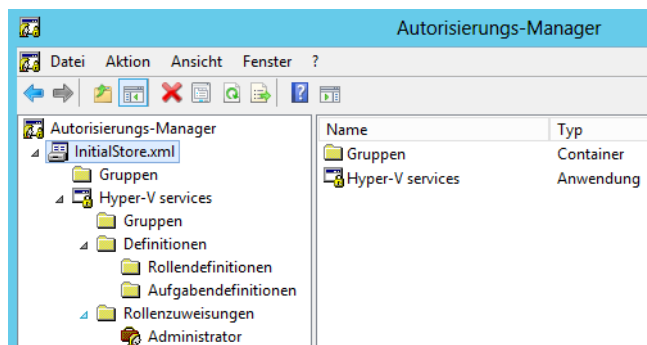 Autorisierungs-Manager
Datei Aktion Ansicht Fenster ?
Autorisierungs-Manager
InitialStore.xml
Gruppen
Hyper-V services
Gruppen
Definitionen
Rollendefinitionen
Aufgabendefinitionen
Rollenzuweisungen
Administrator
Name Typ
Gruppen Container
Hyper-V services Anwendung